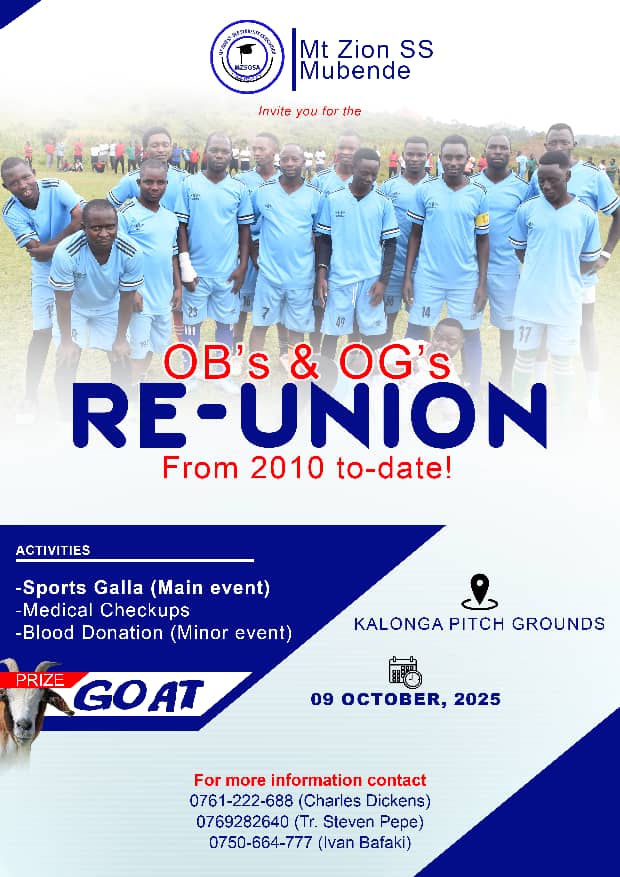 MZSOSA
Mt Zion SS
Mubende
Invite you for the
OB's & OG's
RE-UNION
From 2010 to-date!
ACTIVITIES
-Sports Galla (Main event)
-Medical Checkups
-Blood Donation (Minor event)
PRIZE
GOAT
KALONGA PITCH GROUNDS
09 OCTOBER, 2025
For more information contact
0761-222-688 (Charles Dickens)
0769282640 (Tr. Steven Pepe)
0750-664-777 (Ivan Bafaki)